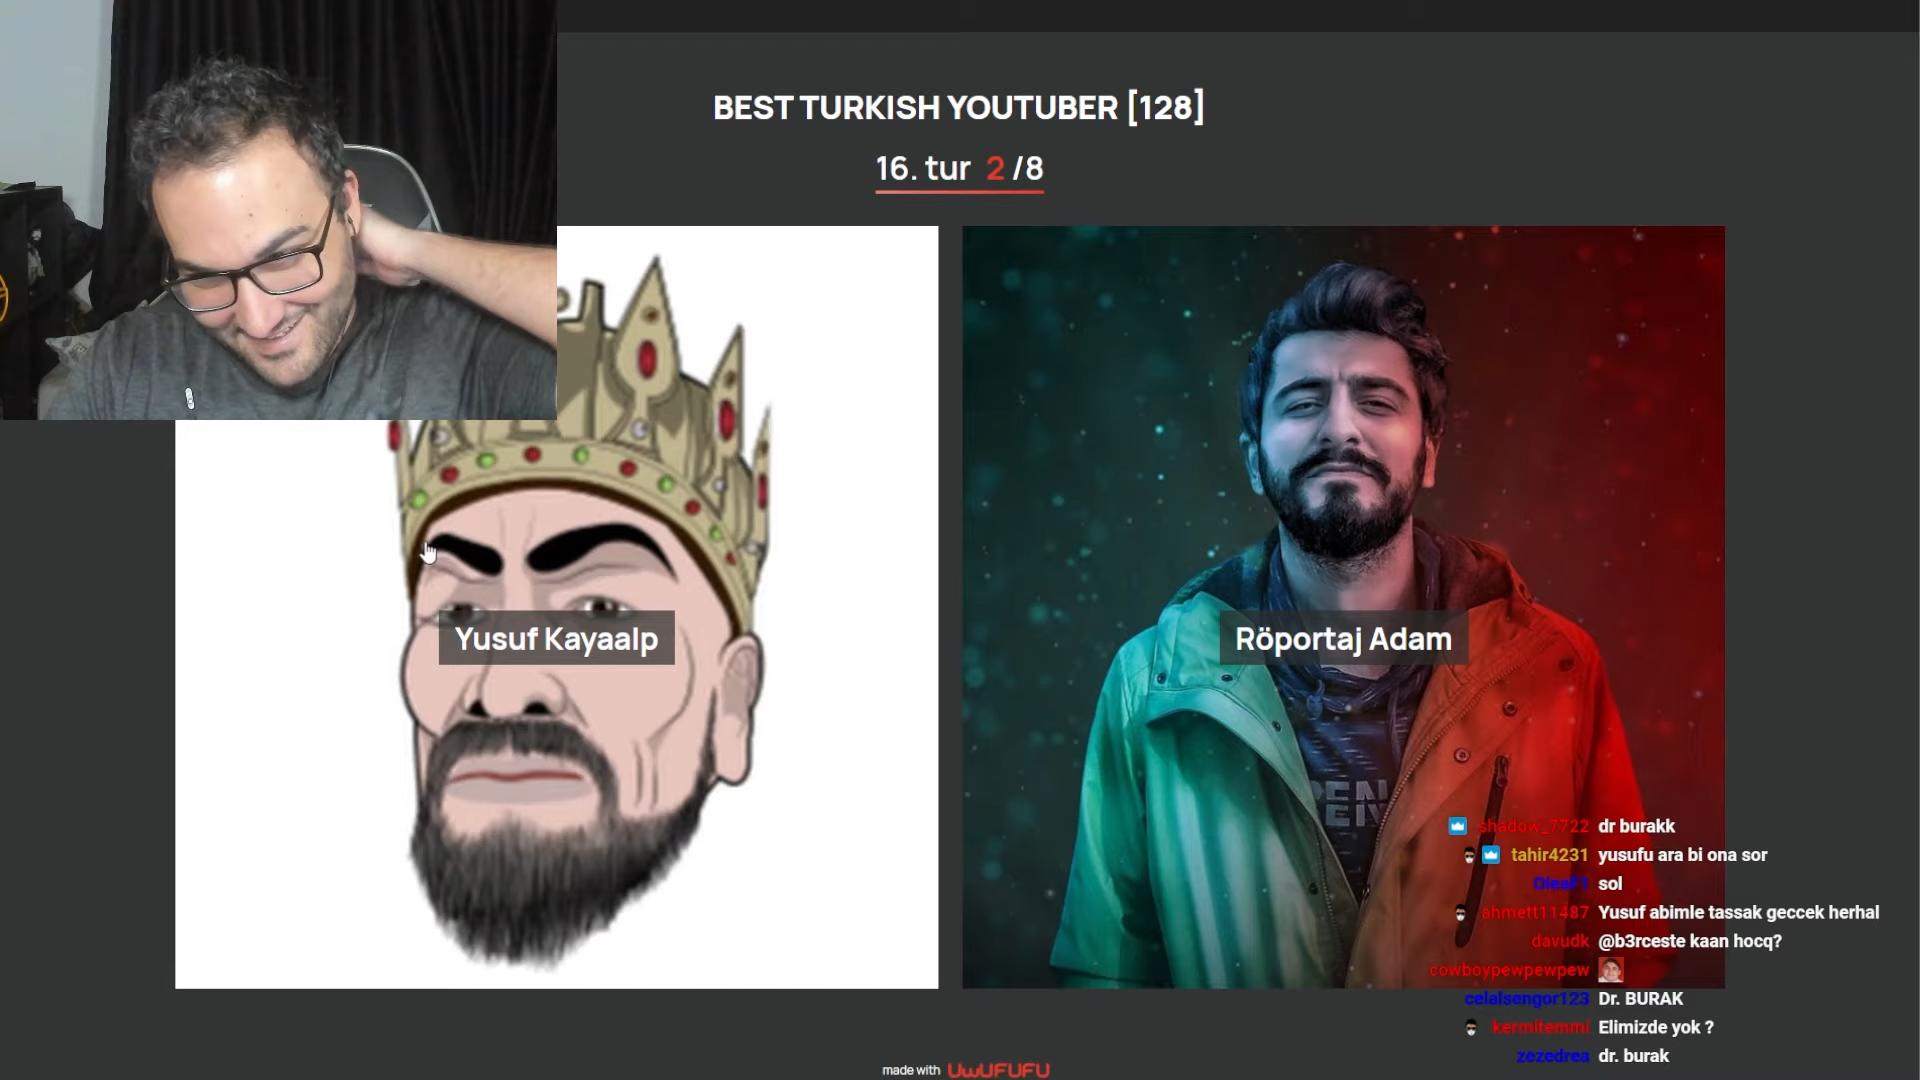 BEST TURKISH YOUTUBER [128]
16. tur 2 /8
Yusuf Kayaalp
Röportaj Adam
shadow_7722 dr burakk
tahir4231 yusufu ara bi ona sor
sol
ahmett11487 Yusuf abimle tassak geccek herhal
davudk @b3rceste kaan hocq?
cowboypewpewpew
celalsengor123 Dr. BURAK
kermitemmi Elimizde yok ?
zezedrea dr. burak
made with UwUFUFU